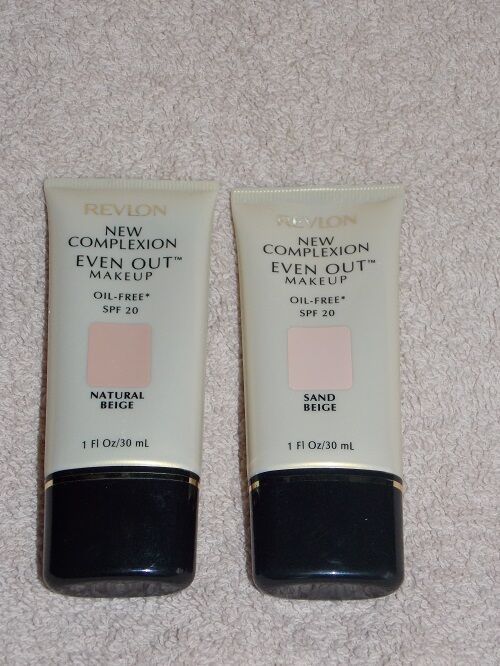 REVLON
NEW
COMPLEXION
EVEN OUT™
MAKEUP
OIL-FREE*
SPF 20
NATURAL
BEIGE
1 Fl Oz/30 mL
REVLON
NEW
COMPLEXION
EVEN OUT™
MAKEUP
OIL-FREE*
SPF 20
SAND
BEIGE
1 Fl Oz/30 mL